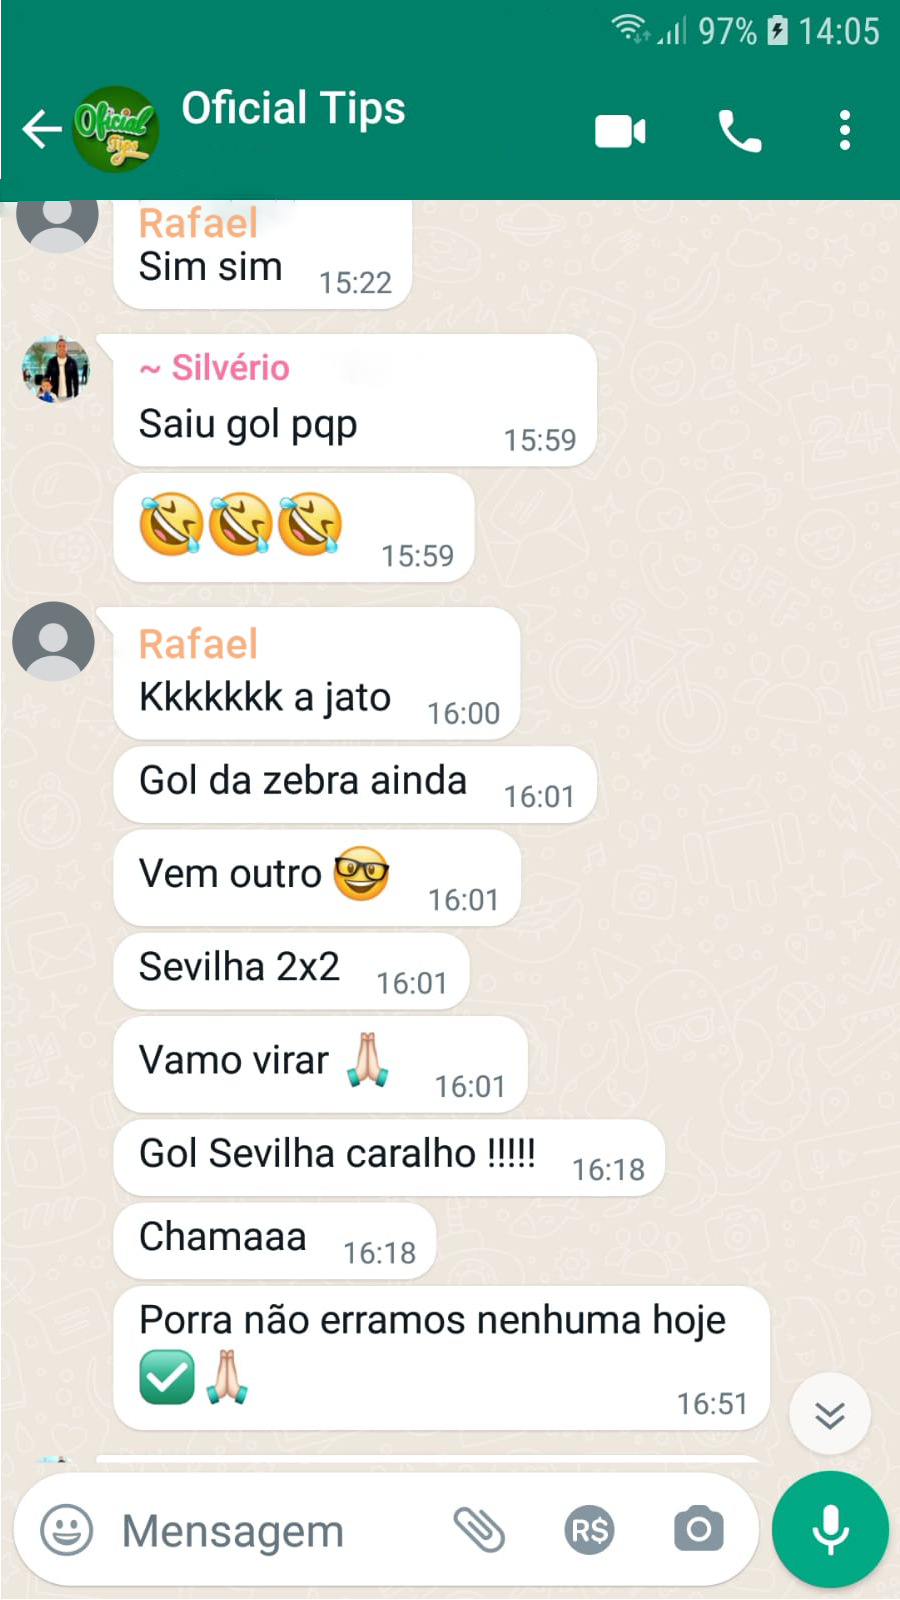 97% 14:05
Oficial Tips
Oficial
Tips
Rafael
Sim sim 15:22
~ Silvério
Saiu gol pqp 15:59
🤣🤣🤣 15:59
Rafael
Kkkkkkk a jato 16:00
Gol da zebra ainda 16:01
Vem outro 🤓 16:01
Sevilha 2x2 16:01
Vamo virar 🙏🏻 16:01
Gol Sevilha caralho !!!!! 16:18
Chamaaa 16:18
Porra não erramos nenhuma hoje
✅🙏🏻 16:51
Mensagem R$